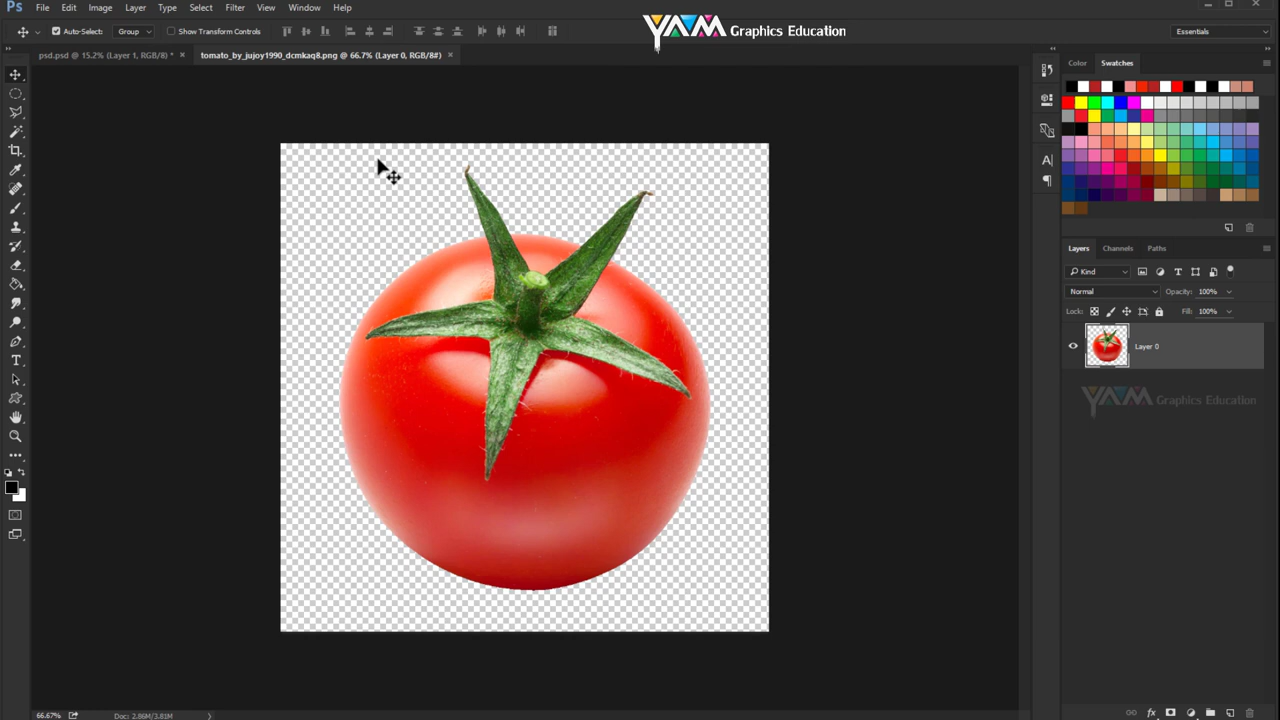 Ps File Edit Image Layer Type Select Filter View Window Help
Auto-Select: Group Show Transform Controls
YAM Graphics Education
Essentials
psd.psd @ 15.2% (Layer 1, RGB/8) * ×
tomato_by_jujoy1990_dcmkaq8.png @ 66.7% (Layer 0, RGB/8#) ×
Color Swatches
Layers Channels Paths
Kind
Normal Opacity: 100%
Lock: Fill: 100%
Layer 0
YAM Graphics Education
66.67% Doc: 2.86M/3.81M
fx